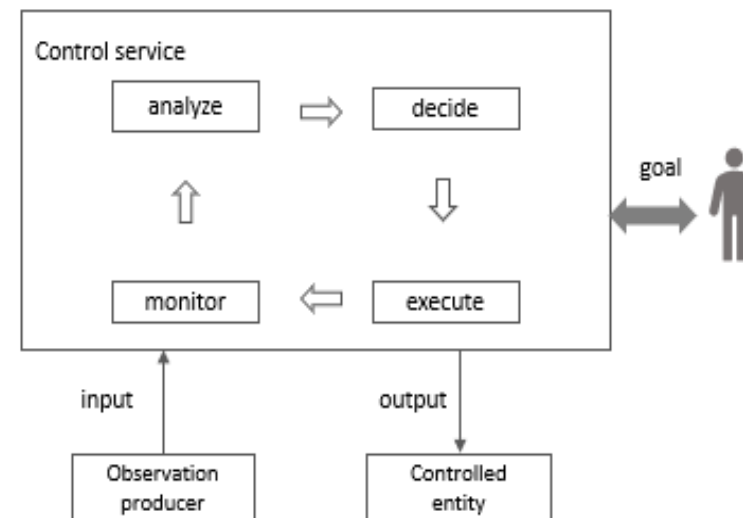 Control service
analyze
decide
goal
monitor
execute
input
output
Observation
producer
Controlled
entity